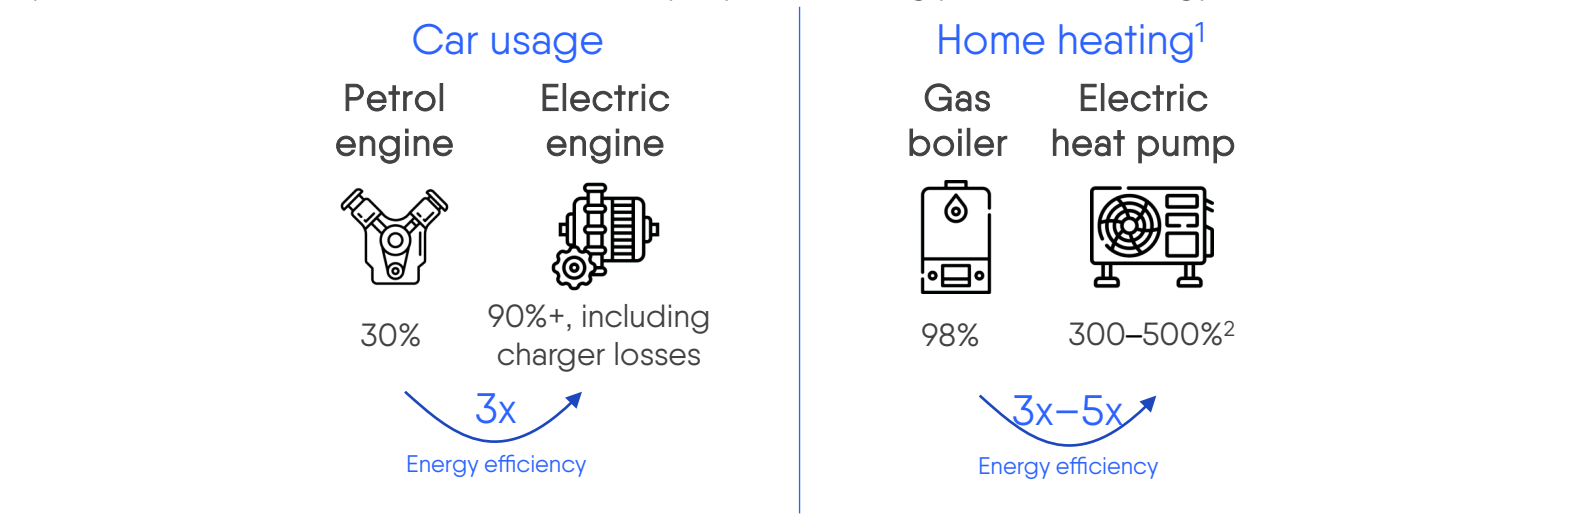 Car usage
Petrol
engine
Electric
engine
30%
90%+, including
charger losses
3x
Energy efficiency
Home heating¹
Gas
boiler
Electric
heat pump
98%
300–500%²
3x–5x
Energy efficiency